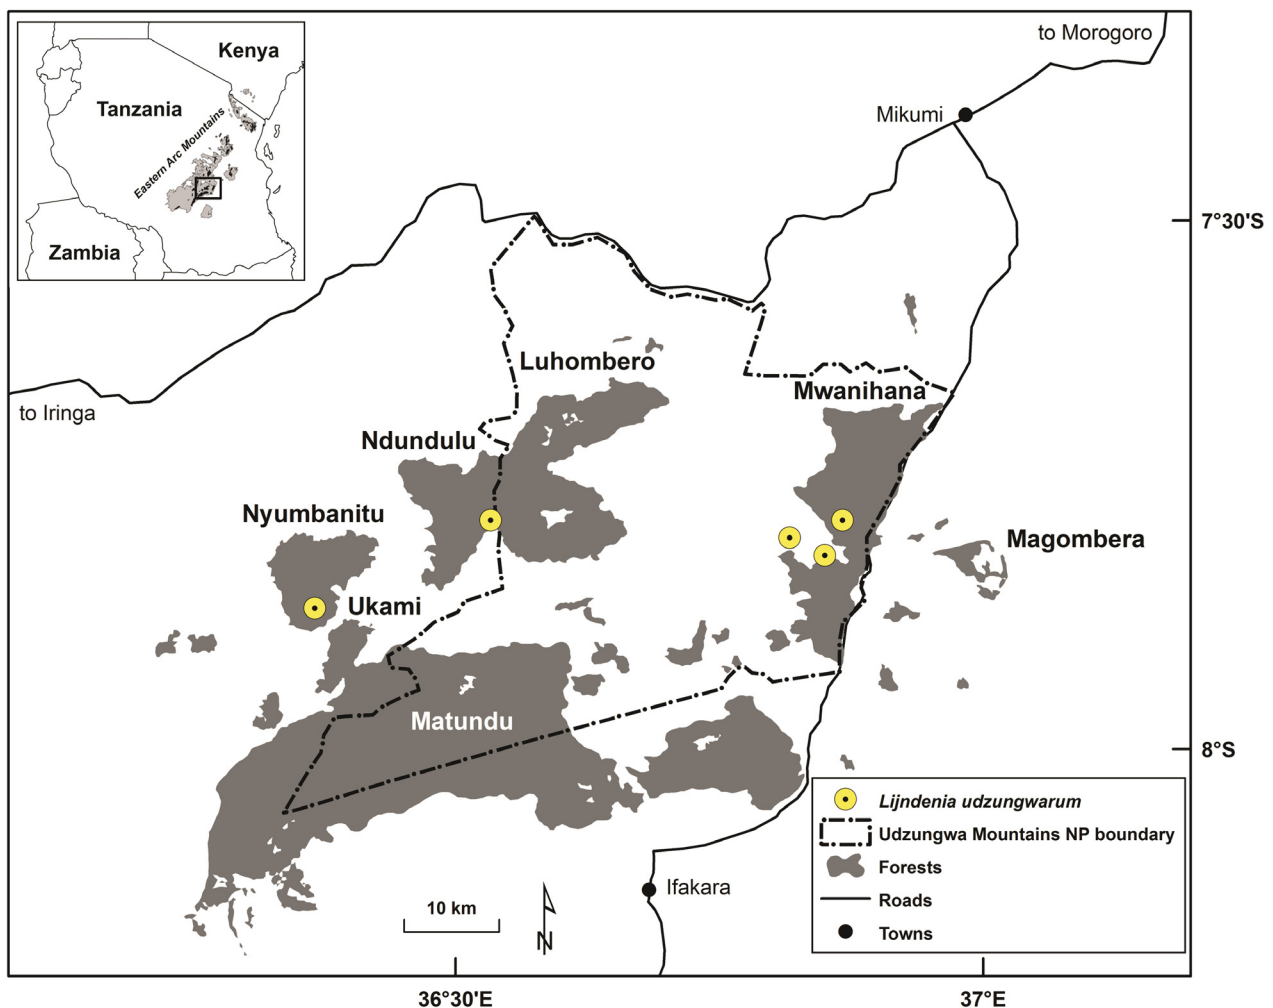 to Morogoro
Kenya
Tanzania
Eastern Arc Mountains
Zambia
Mikumi
7°30'S
to Iringa
Luhombero
Mwanihana
Ndundulu
Nyumbanitu
Magombera
Ukami
Matundu
8°S
Lijndenia udzungwarum
Udzungwa Mountains NP boundary
Forests
Roads
Towns
Ifakara
10 km
N
36°30'E
37°E